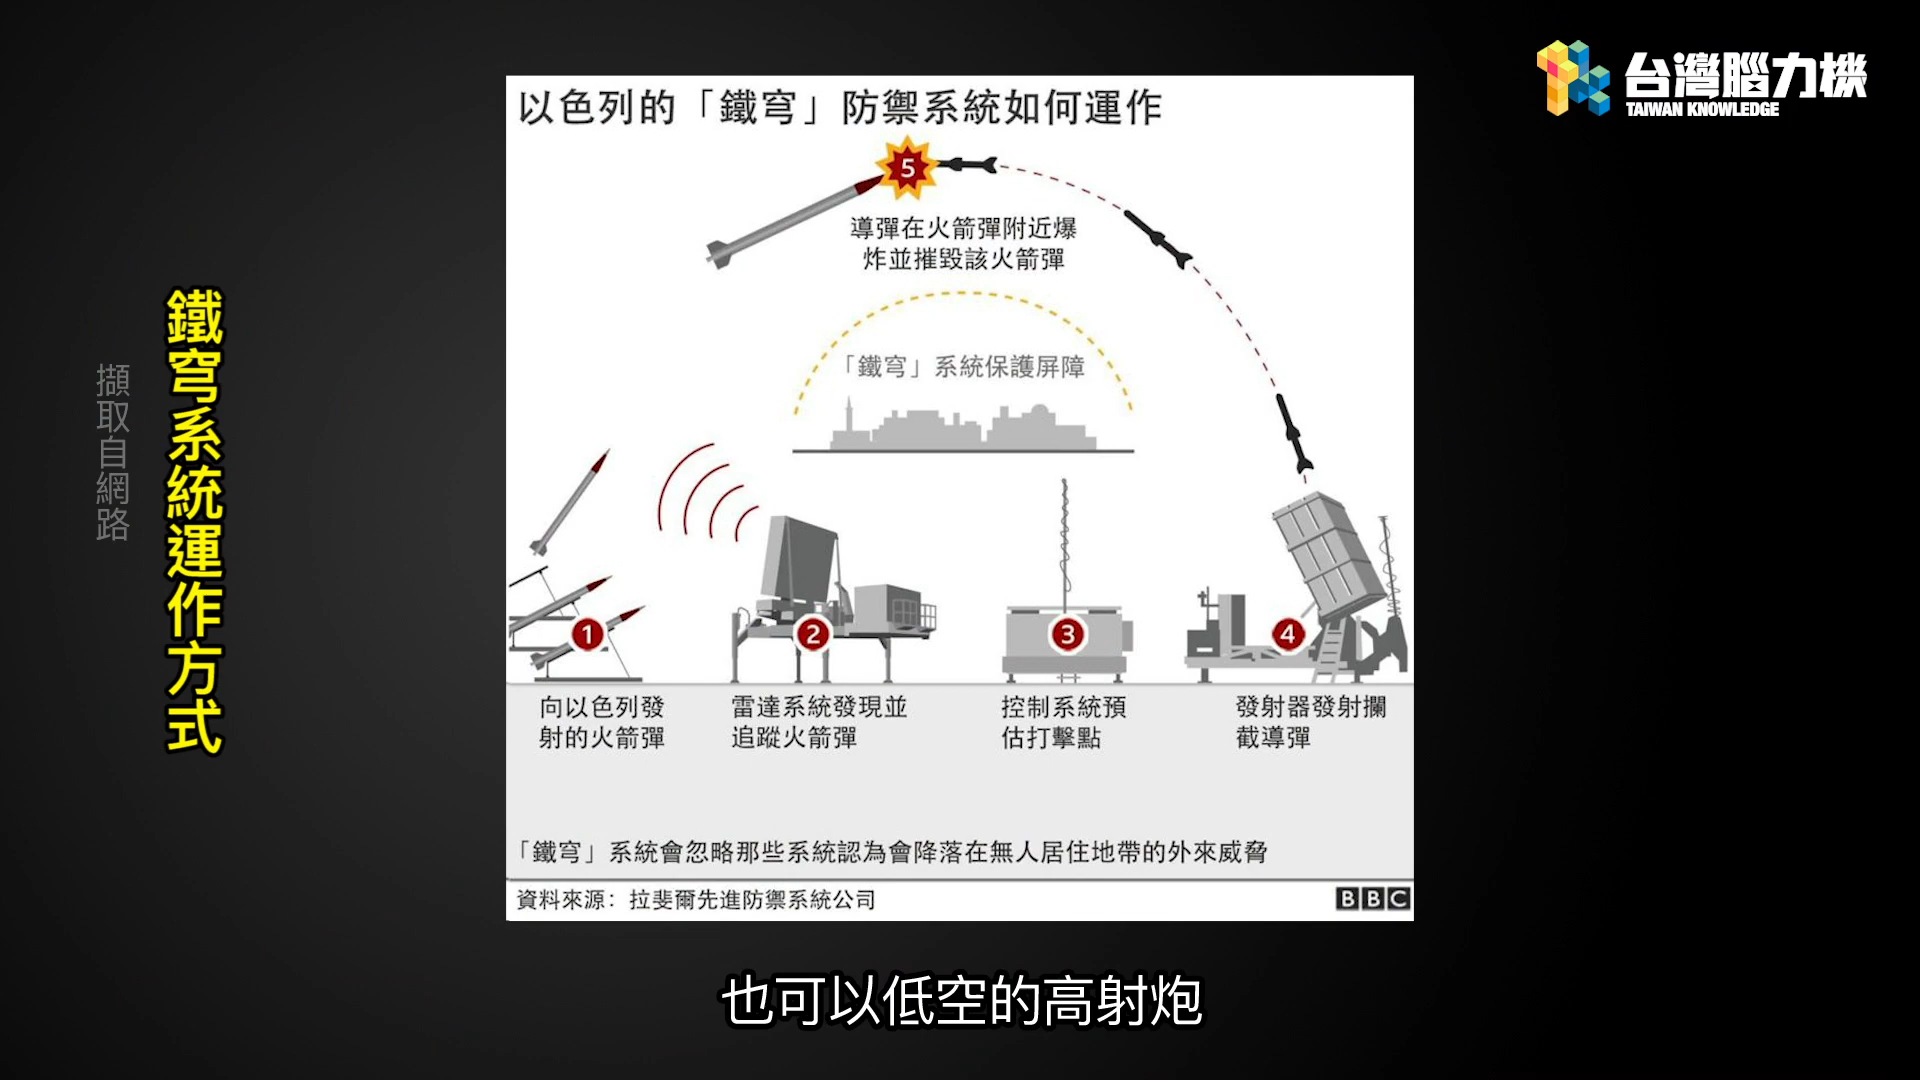 台灣腦力機
TAIWAN KNOWLEDGE
鐵穹系統運作方式
擷取自網路
以色列的「鐵穹」防禦系統如何運作
5
導彈在火箭彈附近爆
炸並摧毀該火箭彈
「鐵穹」系統保護屏障
1
2
3
4
向以色列發
射的火箭彈
雷達系統發現並
追蹤火箭彈
控制系統預
估打擊點
發射器發射攔
截導彈
「鐵穹」系統會忽略那些系統認為會降落在無人居住地帶的外來威脅
資料來源：拉斐爾先進防禦系統公司
BBC
也可以低空的高射炮